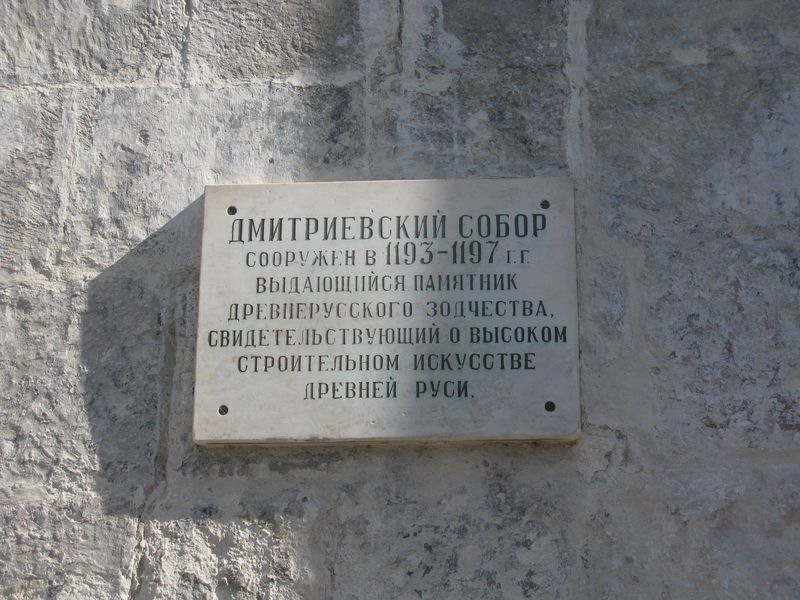 ДМИТРИЕВСКИЙ СОБОР
СООРУЖЕН В 1193-1197 Г.Г.
ВЫДАЮЩИЙСЯ ПАМЯТНИК
ДРЕВНЕРУССКОГО ЗОДЧЕСТВА,
СВИДЕТЕЛЬСТВУЮЩИЙ О ВЫСОКОМ
СТРОИТЕЛЬНОМ ИСКУССТВЕ
ДРЕВНЕЙ РУСИ.